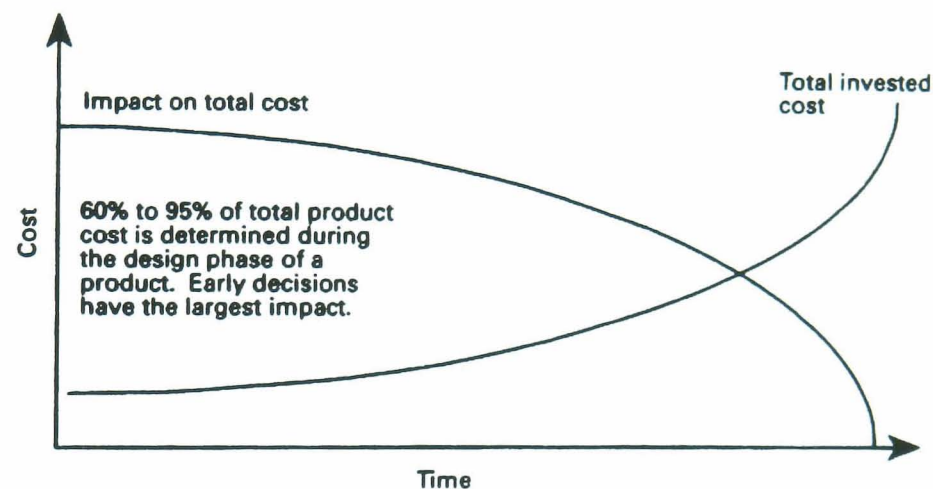 Total invested
cost
Impact on total cost
60% to 95% of total product
cost is determined during
the design phase of a
product. Early decisions
have the largest impact.
Cost
Time